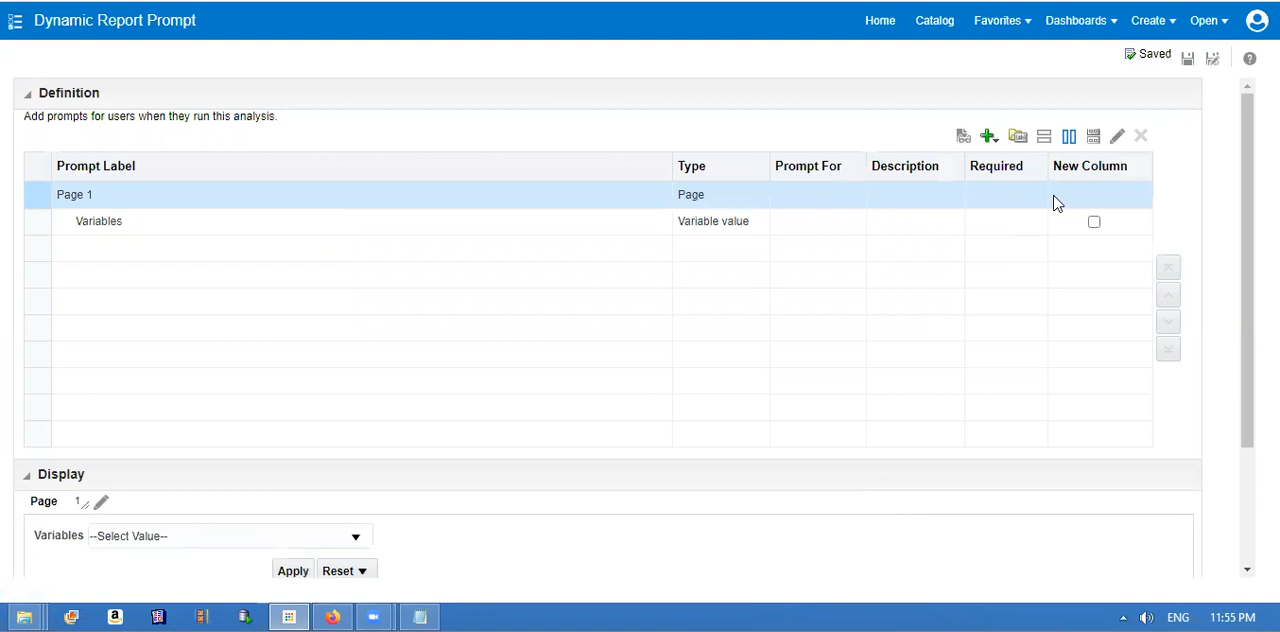 Dynamic Report Prompt
Home Catalog Favorites Dashboards Create Open
Saved
Definition
Add prompts for users when they run this analysis.
Prompt Label Type Prompt For Description Required New Column
Page 1 Page
Variables Variable value
Display
Page 1
Variables --Select Value--
Apply Reset
ENG 11:55 PM